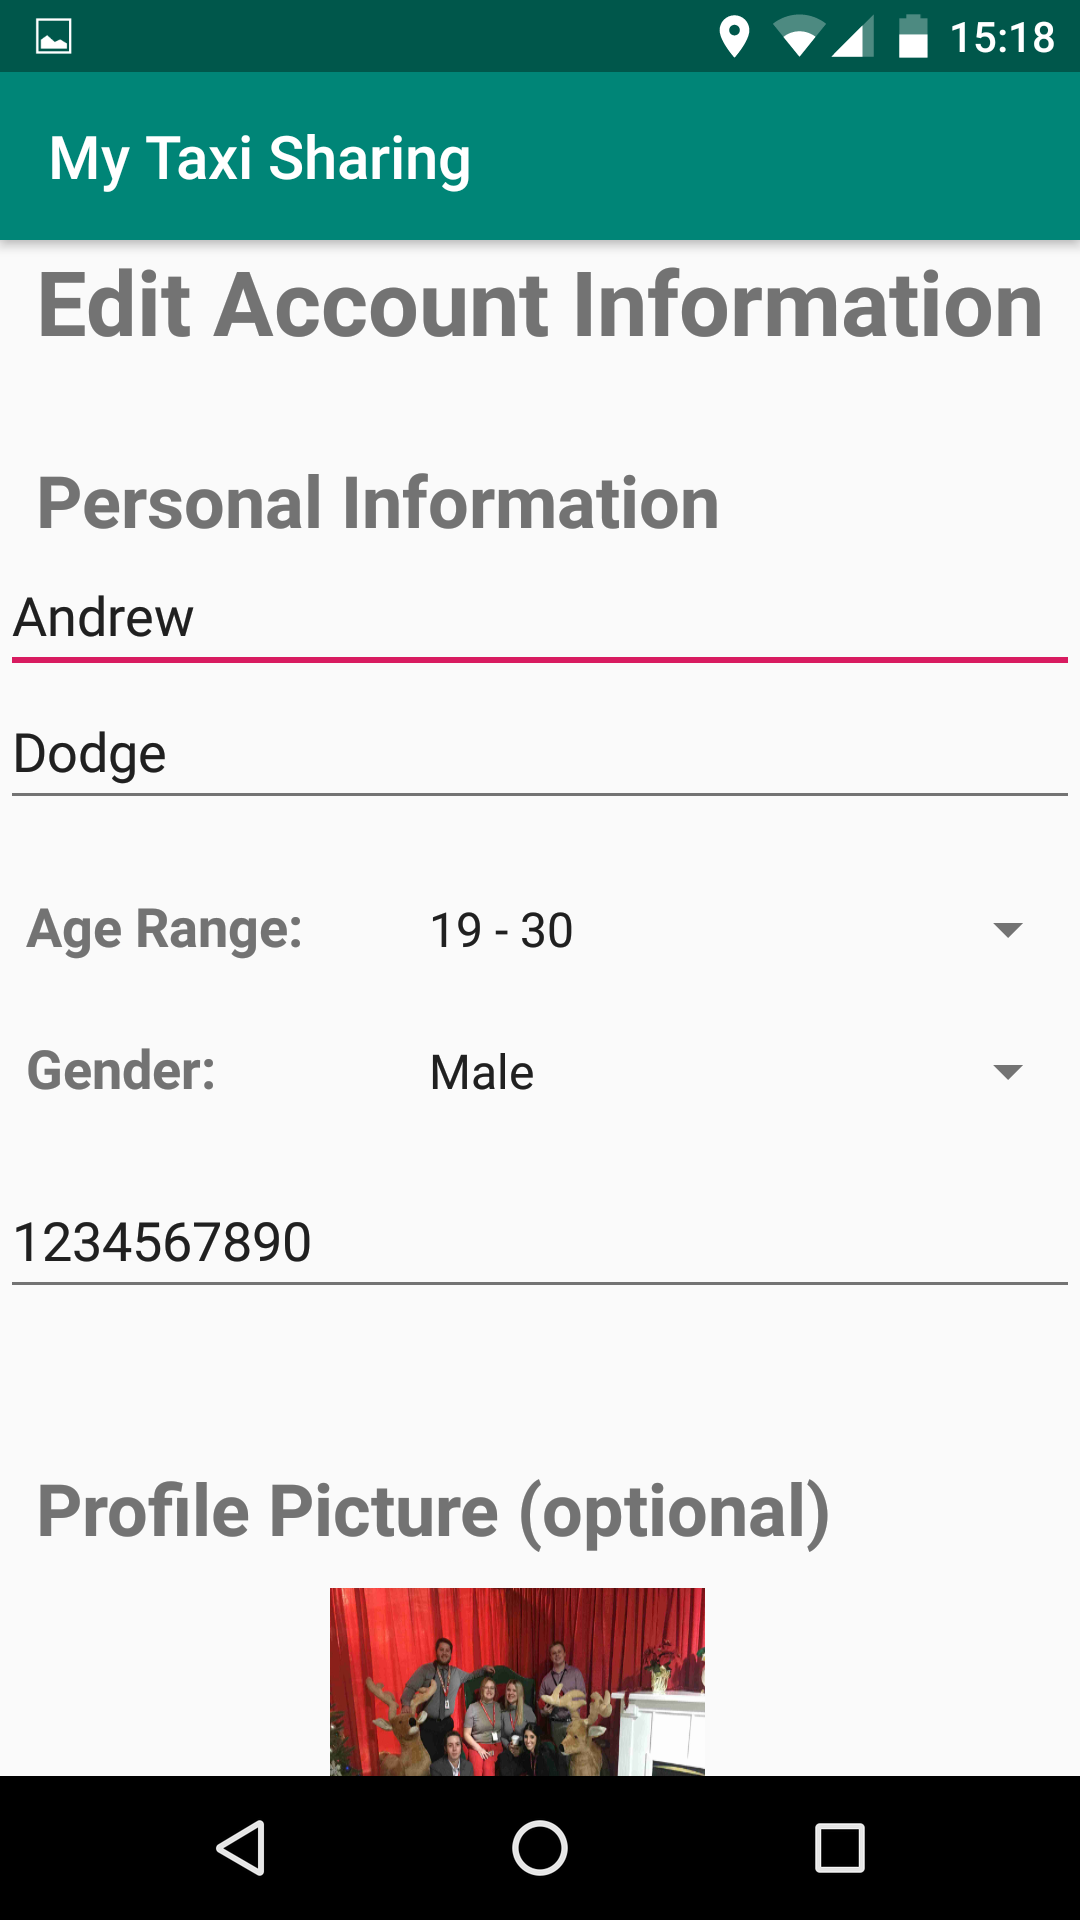 15:18
My Taxi Sharing
Edit Account Information
Personal Information
Andrew
Dodge
Age Range: 19 - 30
Gender: Male
1234567890
Profile Picture (optional)